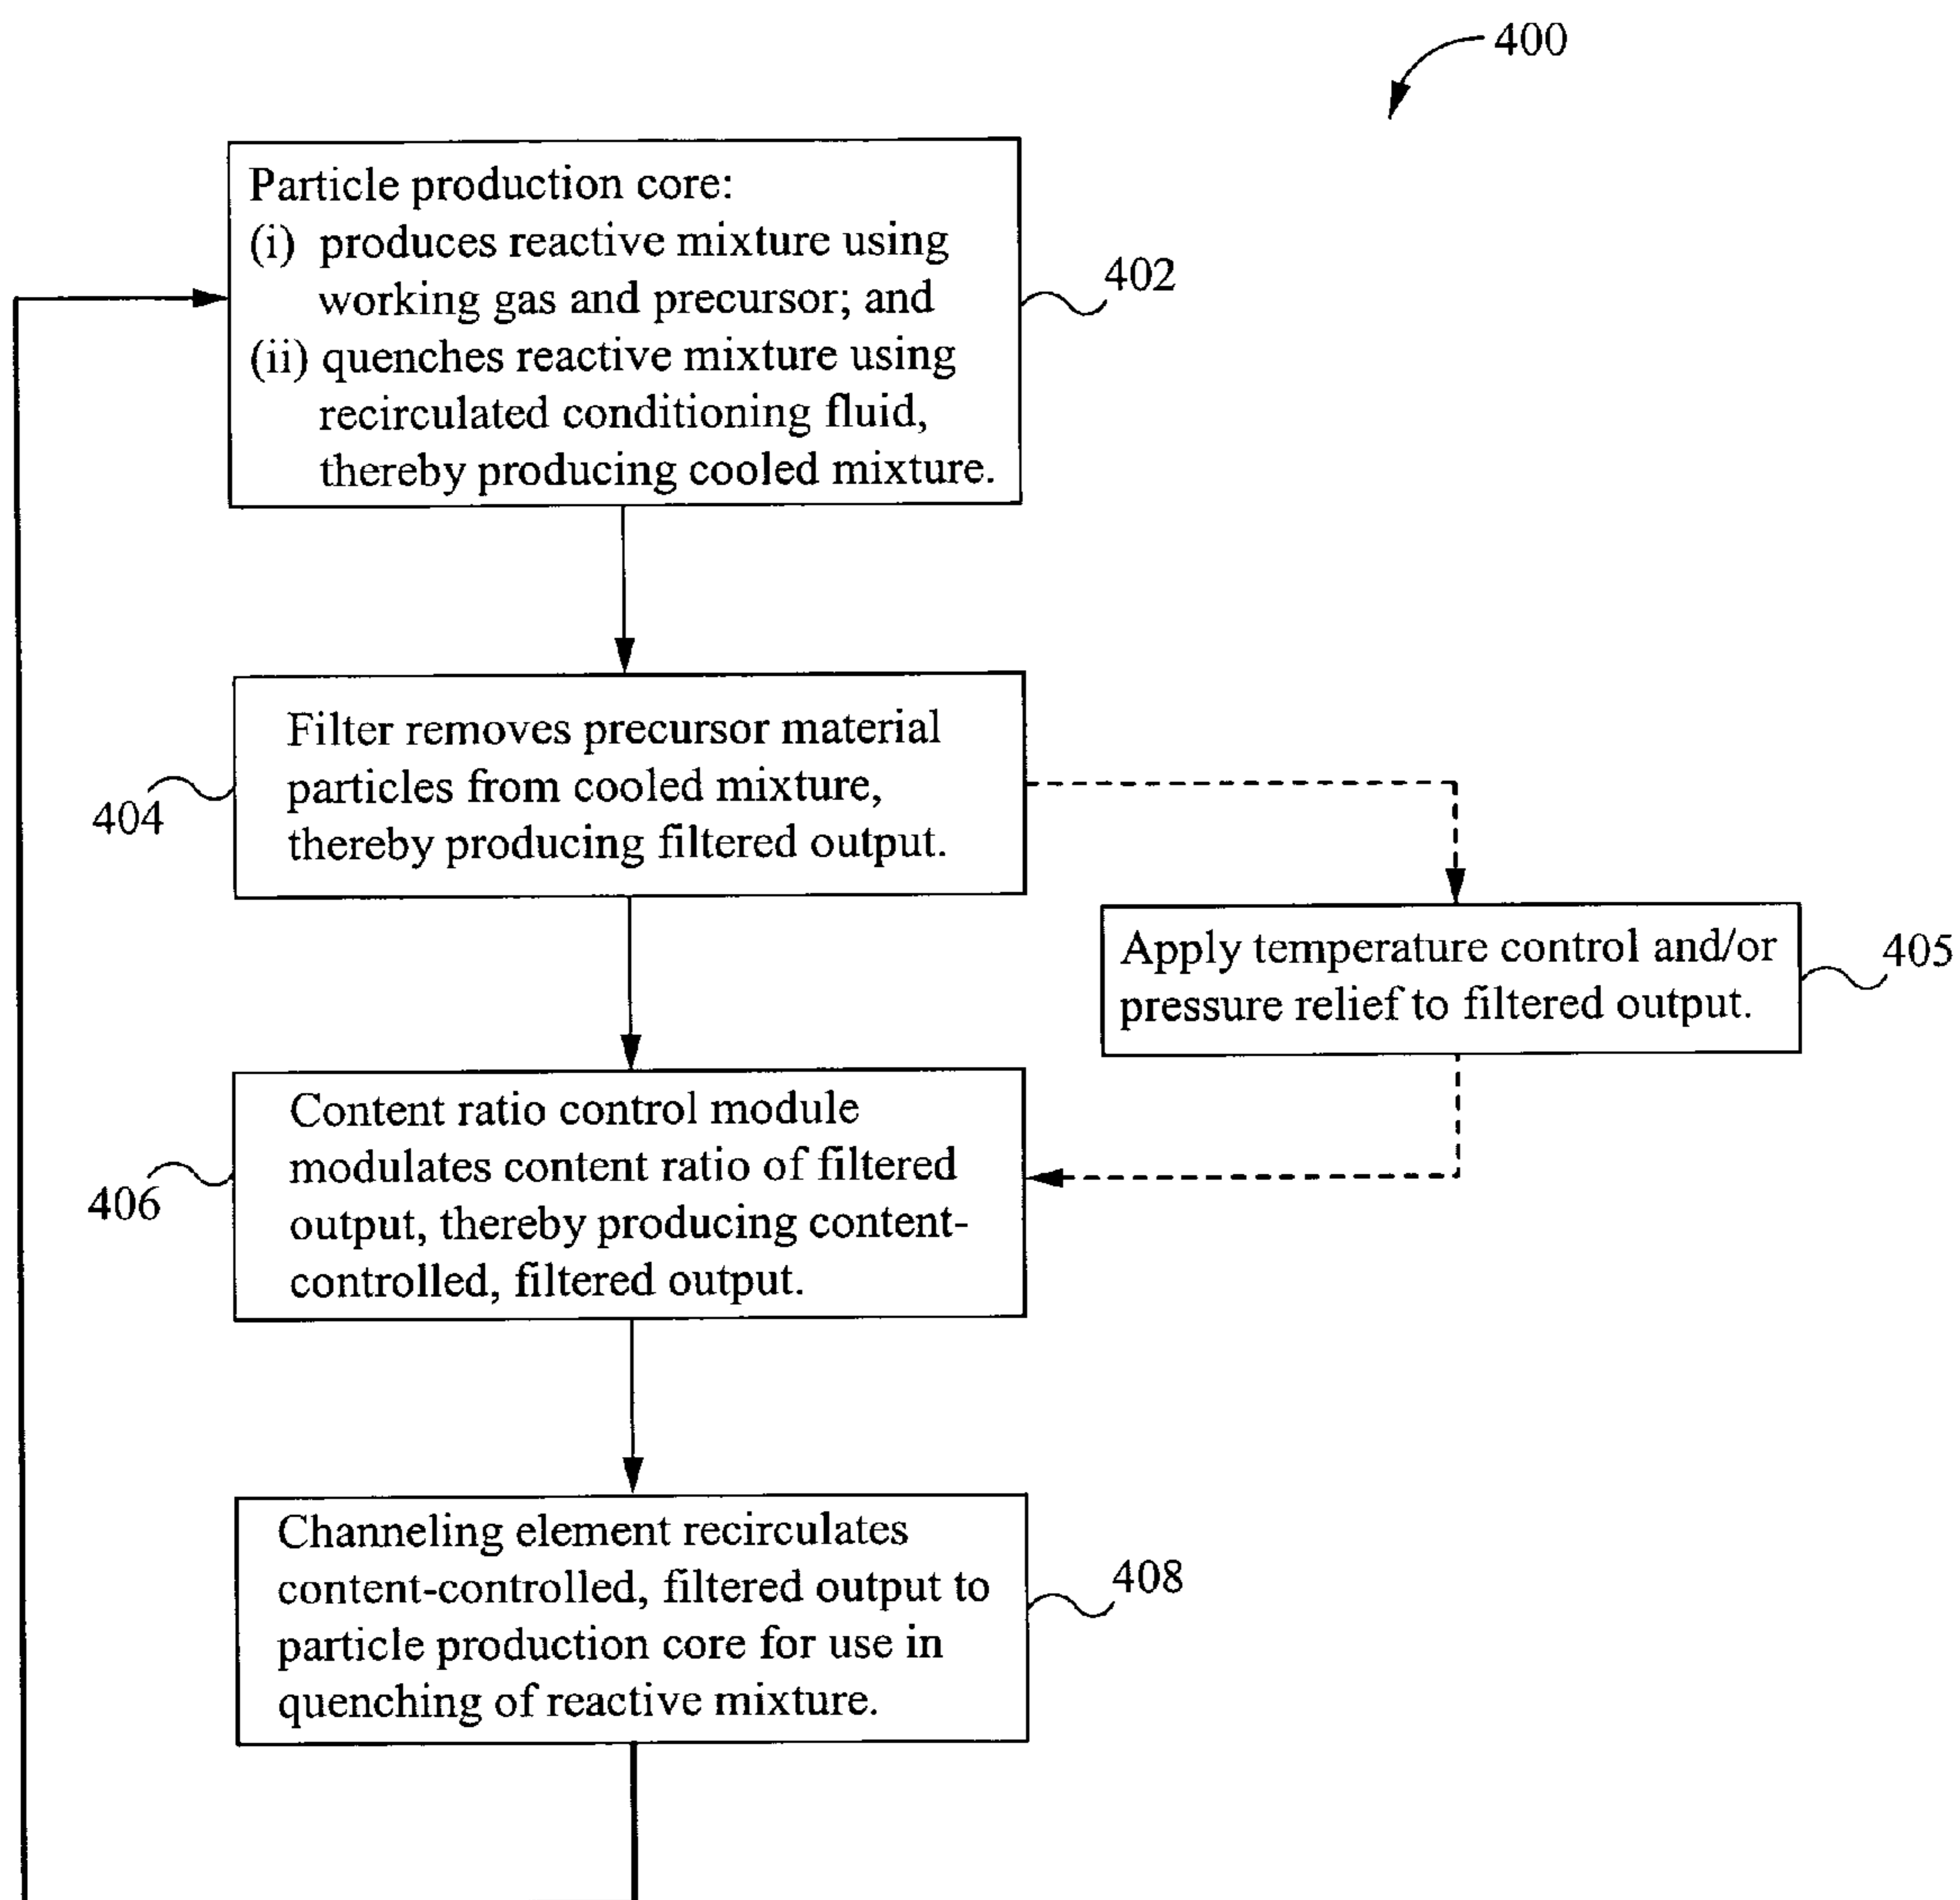 400
Particle production core:
(i) produces reactive mixture using
working gas and precursor; and
(ii) quenches reactive mixture using
recirculated conditioning fluid,
thereby producing cooled mixture.
402
Filter removes precursor material
particles from cooled mixture,
thereby producing filtered output.
404
Apply temperature control and/or
pressure relief to filtered output.
405
Content ratio control module
modulates content ratio of filtered
output, thereby producing content-
controlled, filtered output.
406
Channeling element recirculates
content-controlled, filtered output to
particle production core for use in
quenching of reactive mixture.
408